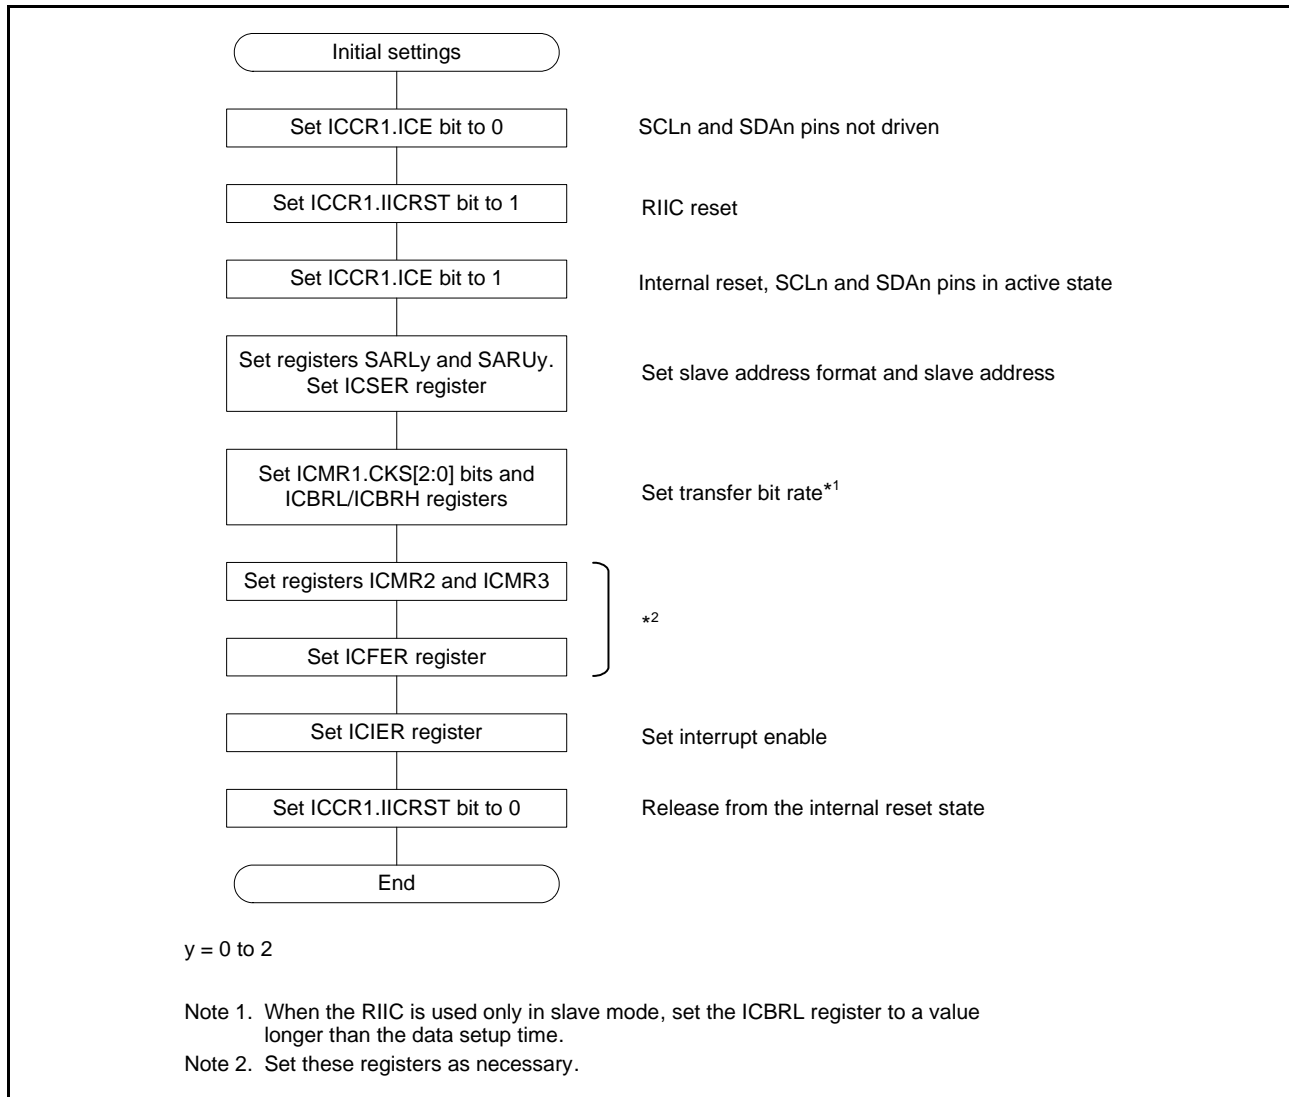 Initial settings
Set ICCR1.ICE bit to 0
SCLn and SDAn pins not driven
Set ICCR1.IICRST bit to 1
RIIC reset
Set ICCR1.ICE bit to 1
Internal reset, SCLn and SDAn pins in active state
Set registers SARLy and SARUy.
Set ICSER register
Set slave address format and slave address
Set ICMR1.CKS[2:0] bits and
ICBRL/ICBRH registers
Set transfer bit rate*1
Set registers ICMR2 and ICMR3
*2
Set ICFER register
Set ICIER register
Set interrupt enable
Set ICCR1.IICRST bit to 0
Release from the internal reset state
End
y = 0 to 2
Note 1. When the RIIC is used only in slave mode, set the ICBRL register to a value
longer than the data setup time.
Note 2. Set these registers as necessary.